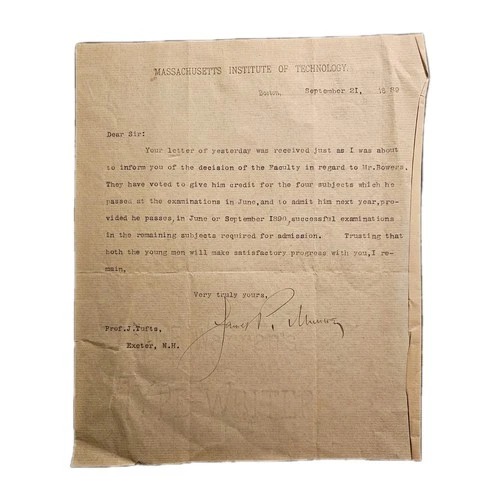 MASSACHUSETTS INSTITUTE OF TECHNOLOGY.
Boston, September 21, 1889
Dear Sir:
Your letter of yesterday was received just as I was about
to inform you of the decision of the Faculty in regard to Mr.Bowers.
They have voted to give him credit for the four subjects which he
passes at the examinations in June,and to admit him next year,pro-
vided he passes,in June or September 1890,successful examinations
in the remaining subjects required for admission. Trusting that
both the young men will make satisfactory progress with you,I re-
main,
Very truly yours,
James P. Munroe
Prof.J.Tufts,
Exeter, N.H.
WRITER